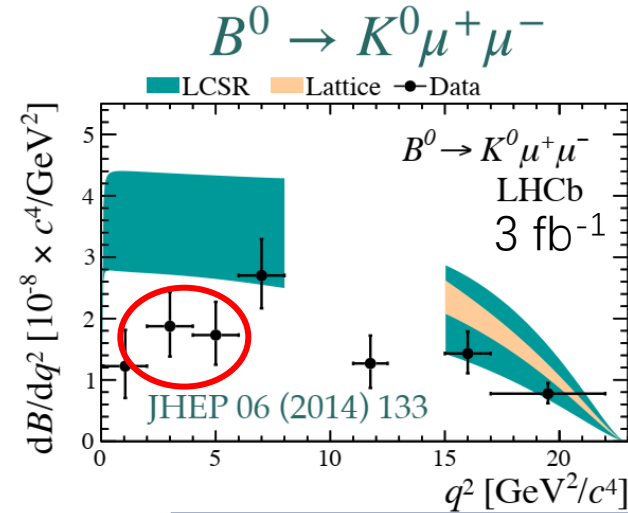 B⁰ → K⁰μ⁺μ⁻
LCSR Lattice Data
dB/dq² [10⁻⁸ × c⁴/GeV²]
5
4
3
2
1
0
B⁰ → K⁰μ⁺μ⁻
LHCb
3 fb⁻¹
JHEP 06 (2014) 133
0 5 10 15 20
q² [GeV²/c⁴]